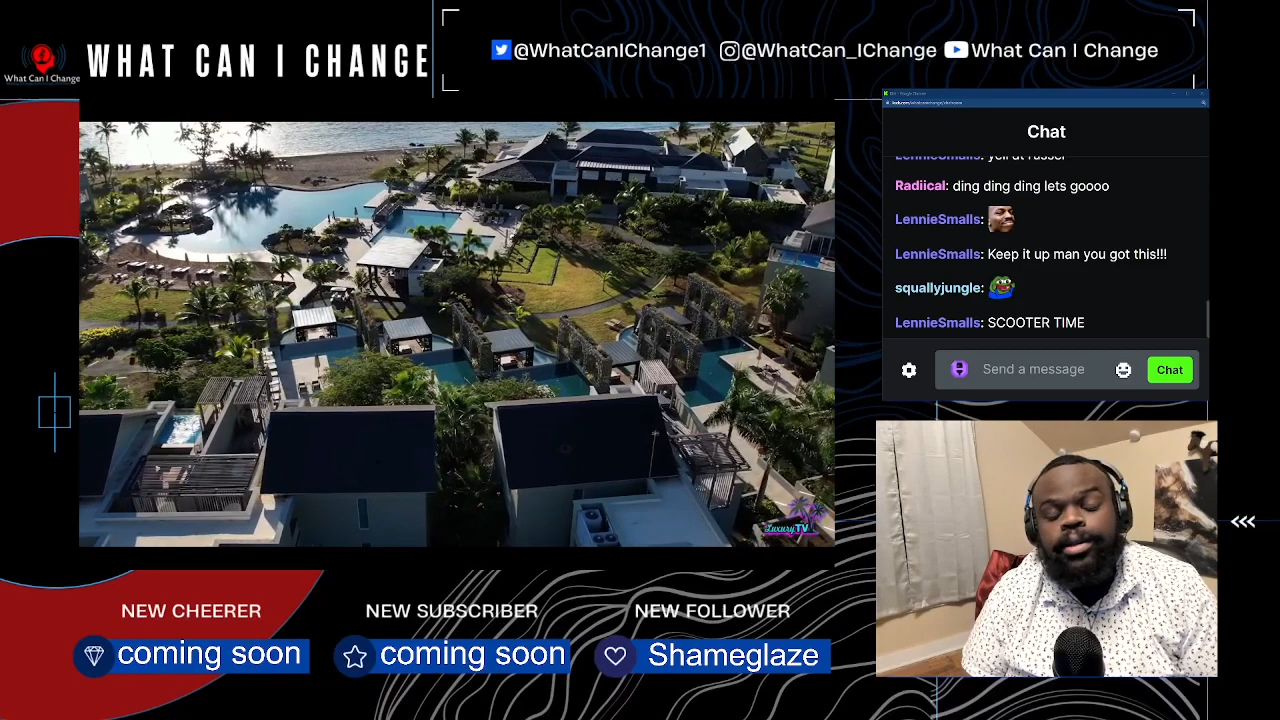 What Can I Change
WHAT CAN I CHANGE
@WhatCanIChange1 @WhatCan_IChange What Can I Change
Chat
LennieSmalls:
Radiical: ding ding ding lets goooo
LennieSmalls:
LennieSmalls: Keep it up man you got this!!!
squallyjungle:
LennieSmalls: SCOOTER TIME
Send a message
Chat
LuxuryTV
NEW CHEERER
coming soon
NEW SUBSCRIBER
coming soon
NEW FOLLOWER
Shameglaze